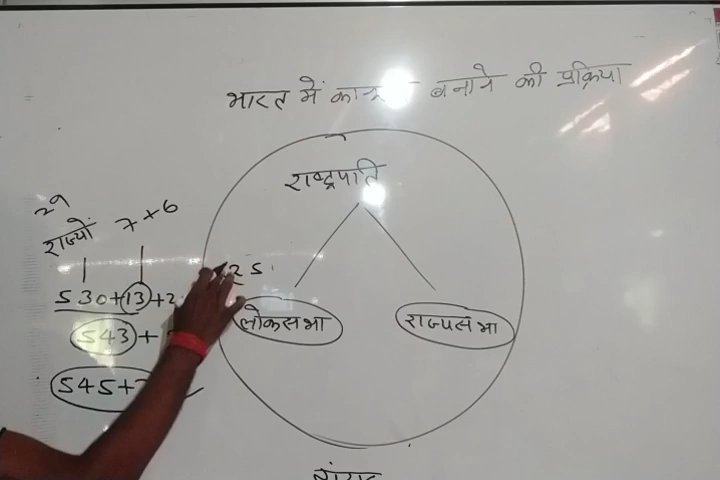 भारत में बनाने की प्रक्रिया
राष्ट्रपति
29
राज्यों 7+6
25
530+13+2
लोकसभा
राज्यसभा
543+
545+